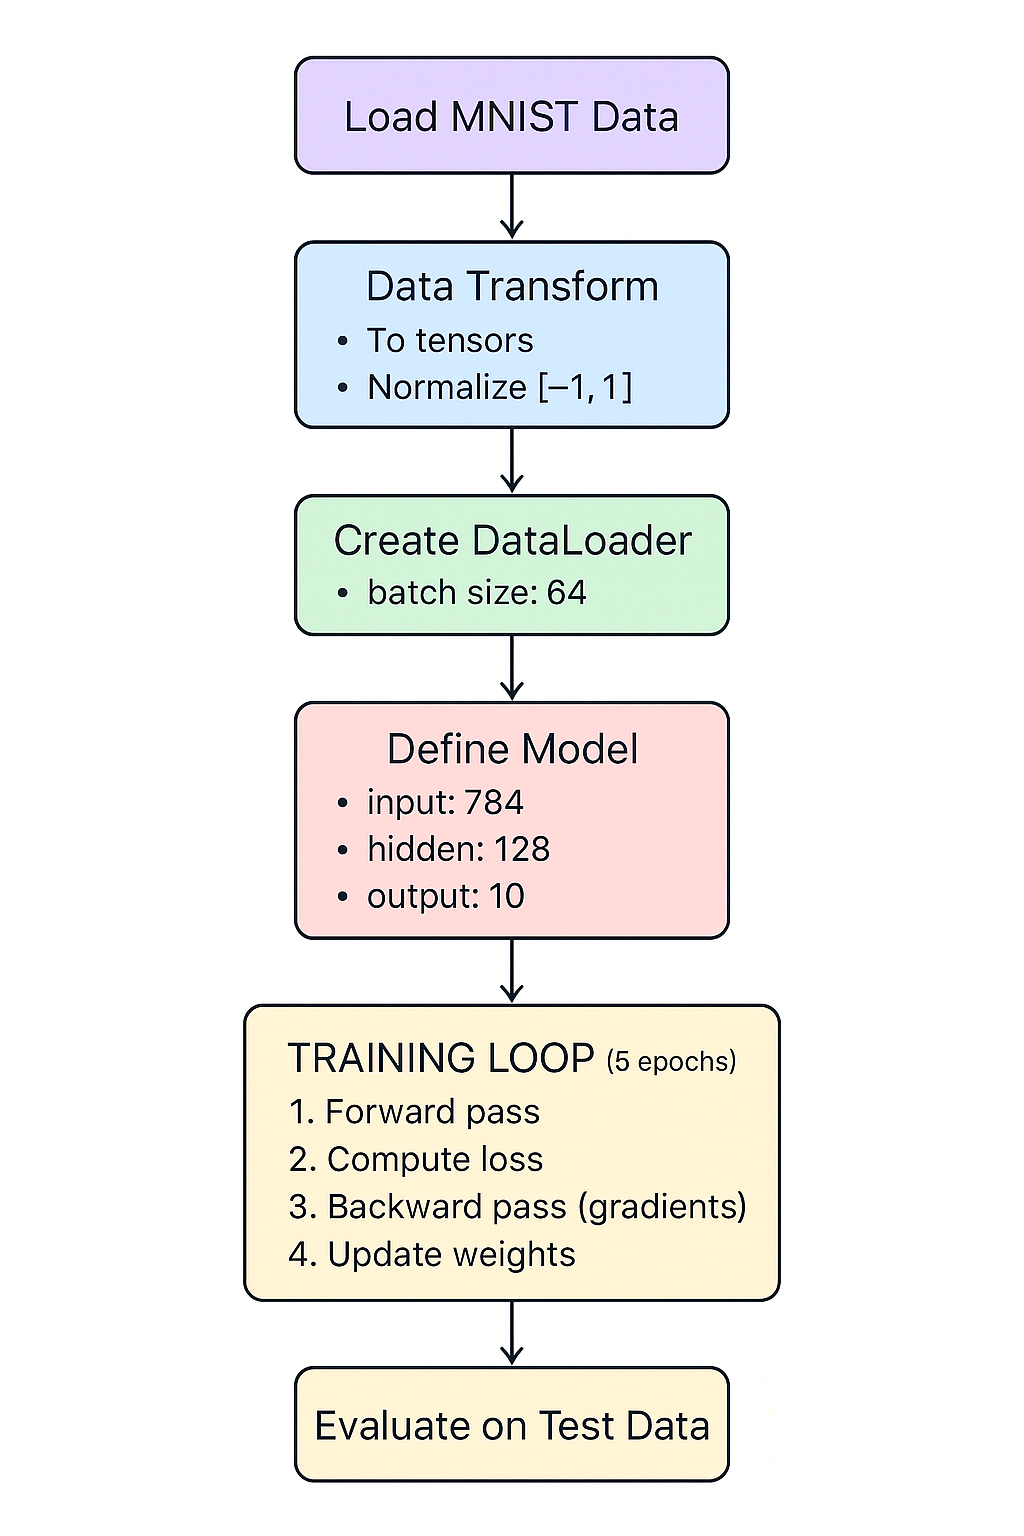 Load MNIST Data
Data Transform
• To tensors
• Normalize [−1, 1]
Create DataLoader
• batch size: 64
Define Model
• input: 784
• hidden: 128
• output: 10
TRAINING LOOP (5 epochs)
1. Forward pass
2. Compute loss
3. Backward pass (gradients)
4. Update weights
Evaluate on Test Data